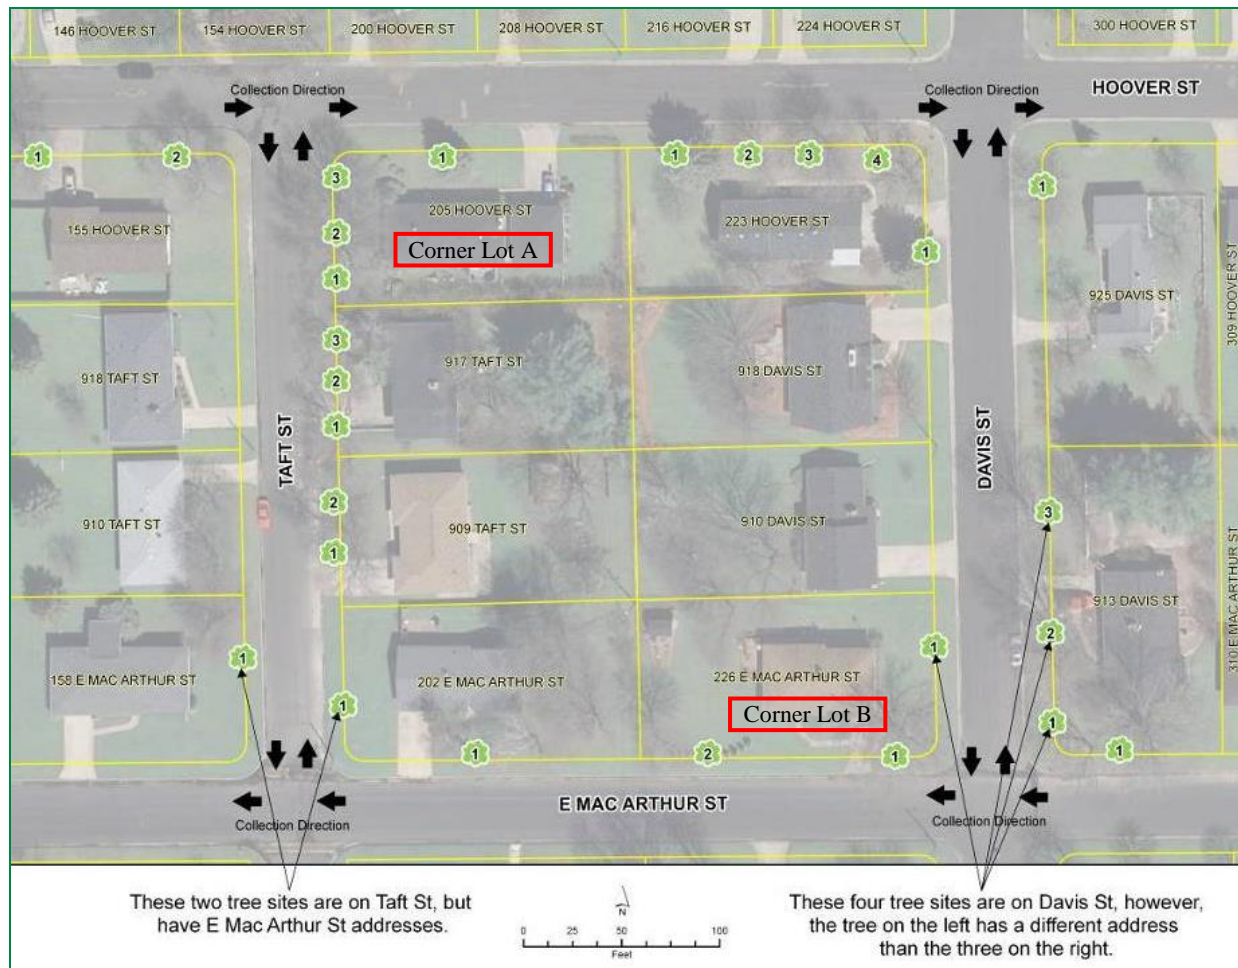 146 HOOVER ST
154 HOOVER ST
200 HOOVER ST
208 HOOVER ST
216 HOOVER ST
224 HOOVER ST
300 HOOVER ST
Collection Direction
Collection Direction
HOOVER ST
1
2
3
1
1
2
3
4
1
155 HOOVER ST
2
205 HOOVER ST
Corner Lot A
1
223 HOOVER ST
1
925 DAVIS ST
309 HOOVER ST
918 TAFT ST
3
2
1
917 TAFT ST
918 DAVIS ST
TAFT ST
DAVIS ST
910 TAFT ST
2
1
909 TAFT ST
910 DAVIS ST
3
2
1
913 DAVIS ST
310 E MAC ARTHUR ST
158 E MAC ARTHUR ST
1
1
202 E MAC ARTHUR ST
226 E MAC ARTHUR ST
Corner Lot B
1
1
2
1
1
E MAC ARTHUR ST
Collection Direction
Collection Direction
These two tree sites are on Taft St, but
have E Mac Arthur St addresses.
N
0 25 50 100
Feet
These four tree sites are on Davis St, however,
the tree on the left has a different address
than the three on the right.